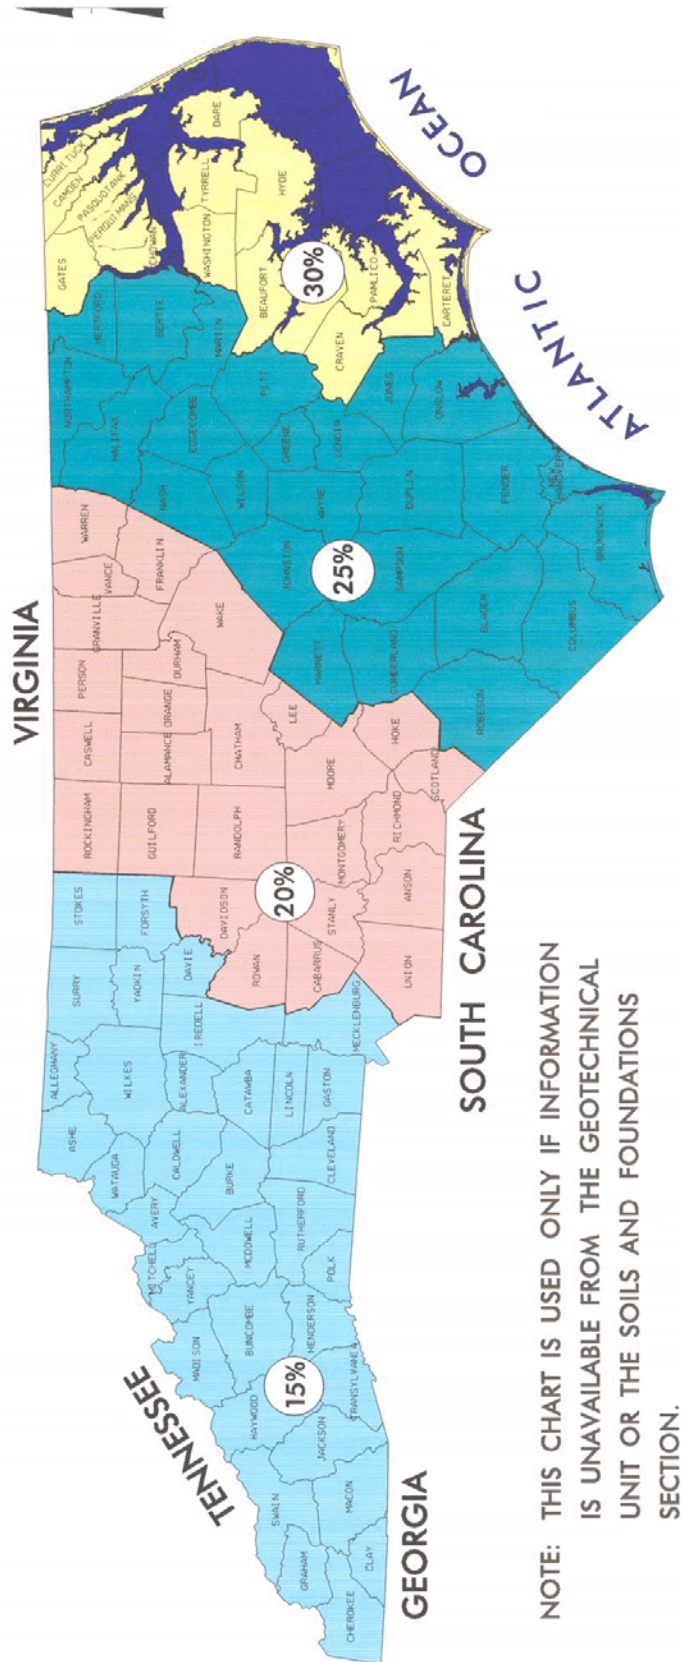 VIRGINIA
TENNESSEE
GEORGIA
SOUTH CAROLINA
ATLANTIC OCEAN
15%
20%
25%
30%
CHEROKEE
GRAHAM
CLAY
SWAIN
MACON
JACKSON
HAYWOOD
TRANSYLVANIA
MADISON
BUNCOMBE
HENDERSON
YANCEY
MITCHELL
AVERY
MCDOWELL
RUTHERFORD
POLK
ASHE
WATAUGA
CALDWELL
BURKE
CLEVELAND
ALLEGHANY
WILKES
ALEXANDER
CATAWBA
LINCOLN
GASTON
SURRY
YADKIN
IREDELL
DAVIE
MECKLENBURG
STOKES
FORSYTH
DAVIDSON
ROWAN
CABARRUS
STANLY
UNION
ANSON
ROCKINGHAM
GUILFORD
RANDOLPH
MONTGOMERY
RICHMOND
CASWELL
ALAMANCE
ORANGE
CHATHAM
MOORE
SCOTLAND
HOKE
LEE
PERSON
DURHAM
GRANVILLE
VANCE
WARREN
FRANKLIN
WAKE
HARNETT
CUMBERLAND
ROBESON
JOHNSTON
SAMPSON
BLADEN
COLUMBUS
BRUNSWICK
NORTHAMPTON
HALIFAX
NASH
EDGECOMBE
WILSON
WAYNE
GREENE
LENOIR
DUPLIN
PENDER
NEW HANOVER
ONSLOW
JONES
PITT
MARTIN
BERTIE
HERTFORD
GATES
CURRITUCK
CAMDEN
PASQUOTANK
PERQUIMANS
CHOWAN
WASHINGTON
TYRRELL
DARE
HYDE
BEAUFORT
CRAVEN
PAMLICO
CARTERET
NOTE: THIS CHART IS USED ONLY IF INFORMATION
IS UNAVAILABLE FROM THE GEOTECHNICAL
UNIT OR THE SOILS AND FOUNDATIONS
SECTION.